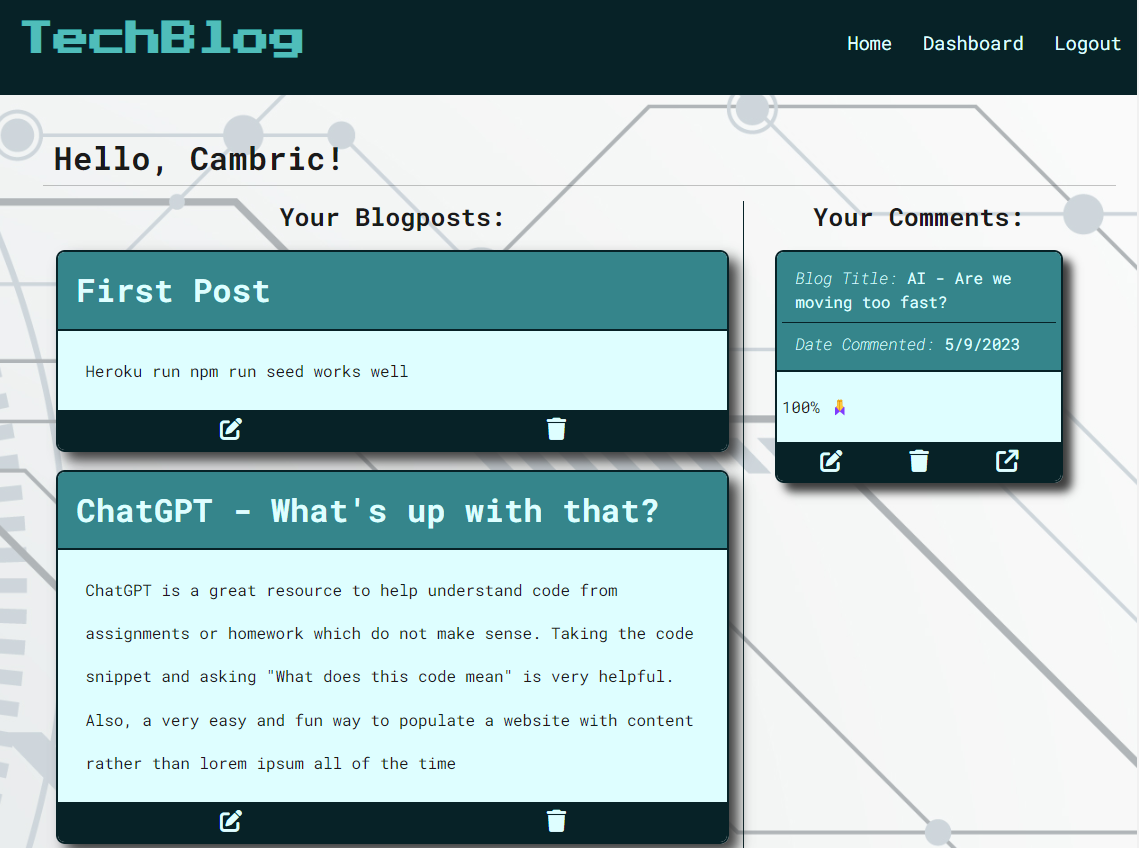 TechBlog
Home Dashboard Logout
Hello, Cambric!
Your Blogposts:
First Post
Heroku run npm run seed works well
ChatGPT - What's up with that?
ChatGPT is a great resource to help understand code from
assignments or homework which do not make sense. Taking the code
snippet and asking "What does this code mean" is very helpful.
Also, a very easy and fun way to populate a website with content
rather than lorem ipsum all of the time
Your Comments:
Blog Title: AI - Are we
moving too fast?
Date Commented: 5/9/2023
100% 🙏